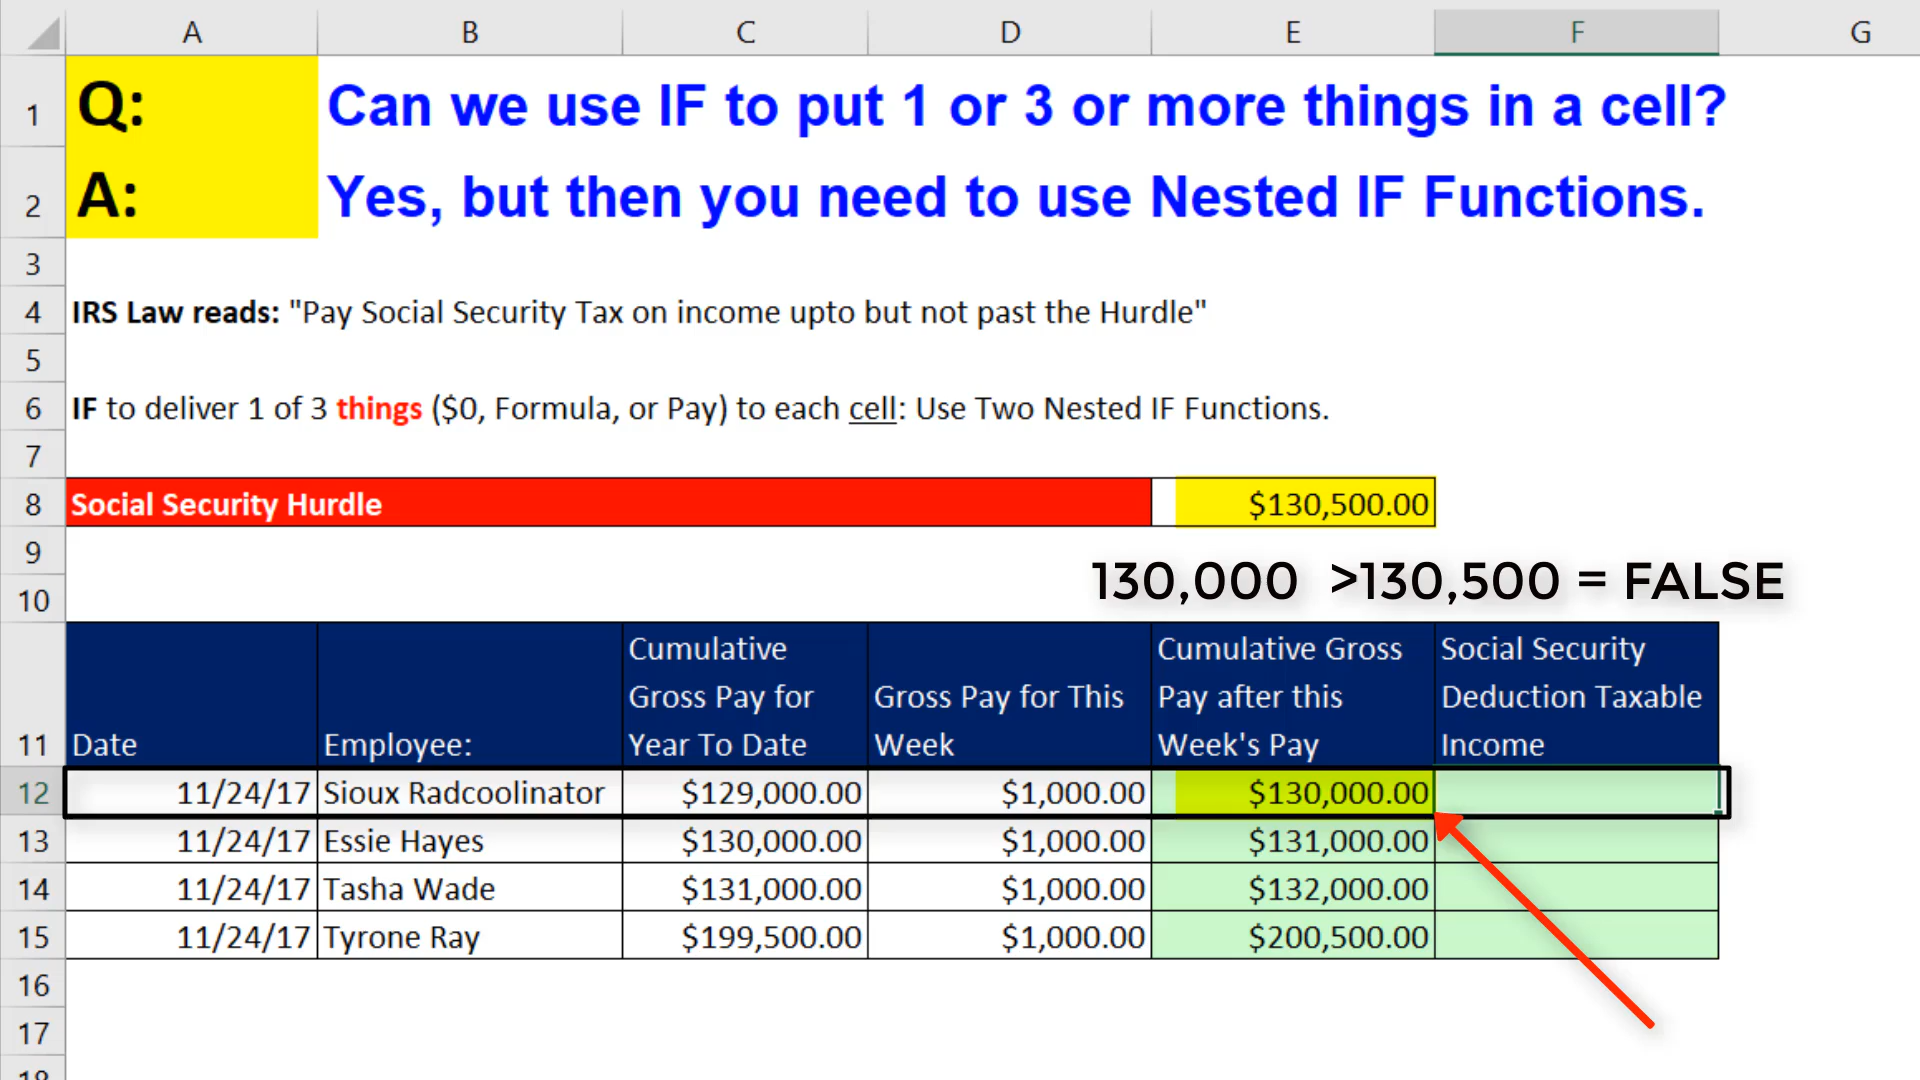 A B C D E F G
1 Q: Can we use IF to put 1 or 3 or more things in a cell?
2 A: Yes, but then you need to use Nested IF Functions.
3
4 IRS Law reads: "Pay Social Security Tax on income upto but not past the Hurdle"
5
6 IF to deliver 1 of 3 things ($0, Formula, or Pay) to each cell: Use Two Nested IF Functions.
7
8 Social Security Hurdle $130,500.00
9
130,000 >130,500 = FALSE
10
Cumulative Cumulative Gross Social Security
Gross Pay for Gross Pay for This Pay after this Deduction Taxable
11 Date Employee: Year To Date Week Week's Pay Income
12 11/24/17 Sioux Radcoolinator $129,000.00 $1,000.00 $130,000.00
13 11/24/17 Essie Hayes $130,000.00 $1,000.00 $131,000.00
14 11/24/17 Tasha Wade $131,000.00 $1,000.00 $132,000.00
15 11/24/17 Tyrone Ray $199,500.00 $1,000.00 $200,500.00
16
17
18